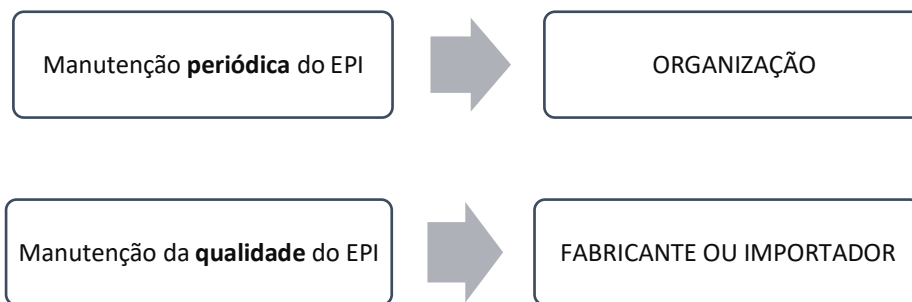 Manutenção periódica do EPI
ORGANIZAÇÃO
Manutenção da qualidade do EPI
FABRICANTE OU IMPORTADOR